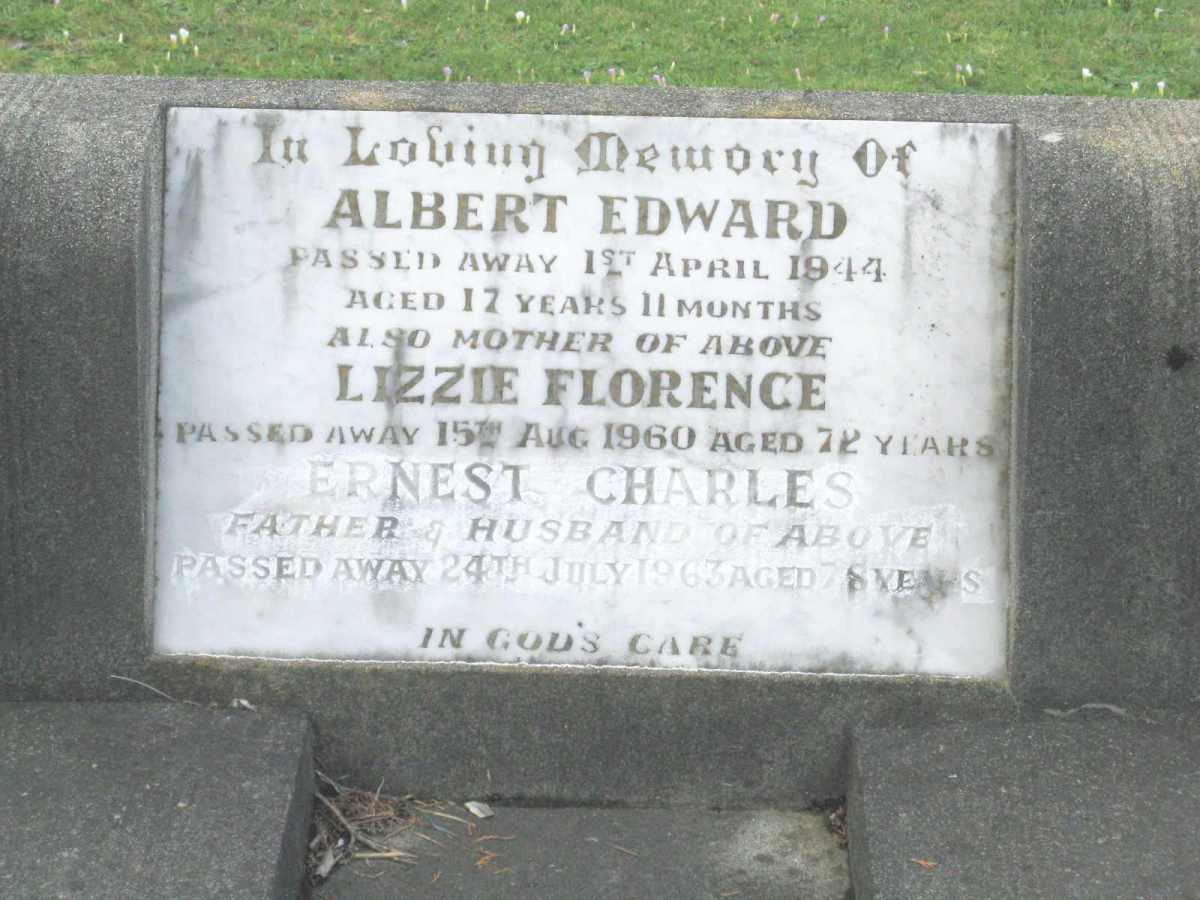 In Loving Memory Of
ALBERT EDWARD
PASSED AWAY 1ST APRIL 1944
AGED 17 YEARS 11 MONTHS
ALSO MOTHER OF ABOVE
LIZZIE FLORENCE
PASSED AWAY 15TH AUG 1960 AGED 72 YEARS
ERNEST CHARLES
FATHER & HUSBAND OF ABOVE
PASSED AWAY 24TH JULY 1963 AGED 78 YEARS
IN GOD'S CARE